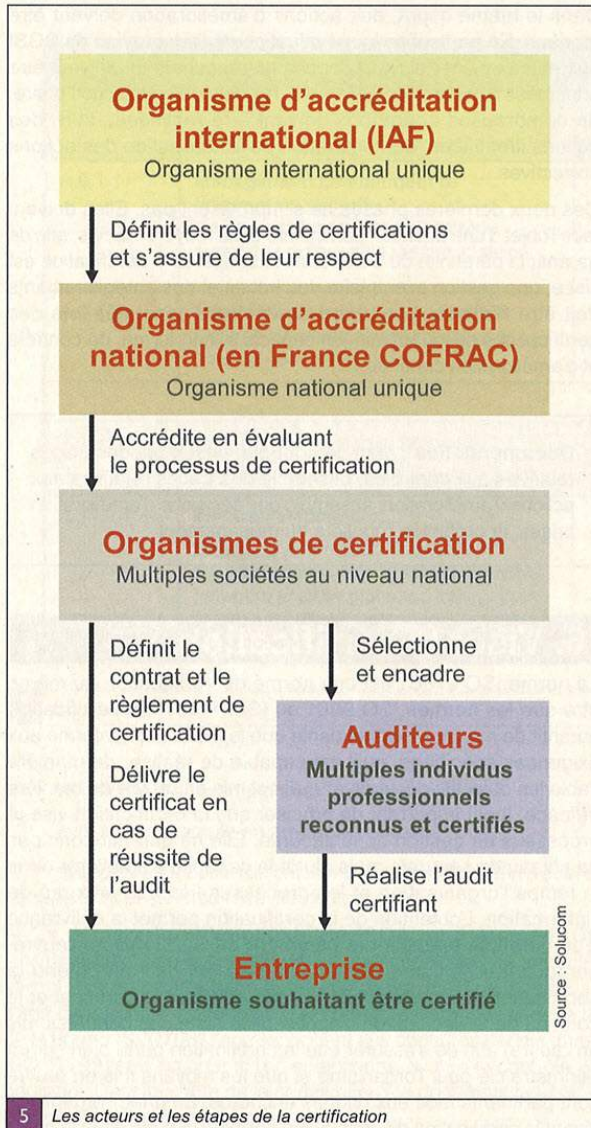 Organisme d'accréditation
international (IAF)
Organisme international unique
Définit les règles de certifications
et s'assure de leur respect
Organisme d'accréditation
national (en France COFRAC)
Organisme national unique
Accrédite en évaluant
le processus de certification
Organismes de certification
Multiples sociétés au niveau national
Définit le
contrat et le
règlement de
certification
Délivre le
certificat en
cas de
réussite de
l'audit
Sélectionne
et encadre
Auditeurs
Multiples individus
professionnels
reconnus et certifiés
Réalise l'audit
certifiant
Entreprise
Organisme souhaitant être certifié
Source : Solucom
5 Les acteurs et les étapes de la certification